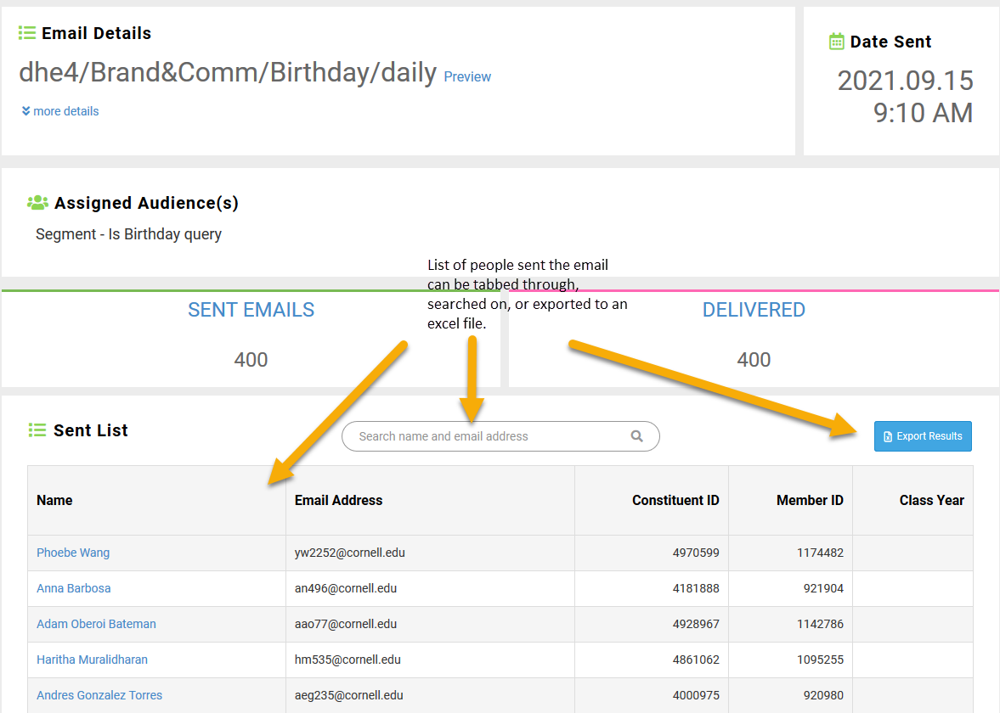 Email Details
dhe4/Brand&Comm/Birthday/daily Preview
more details
Date Sent
2021.09.15
9:10 AM
Assigned Audience(s)
Segment - Is Birthday query
List of people sent the email
can be tabbed through,
searched on, or exported to an
excel file.
SENT EMAILS
400
DELIVERED
400
Sent List
Search name and email address
Export Results
Name Email Address Constituent ID Member ID Class Year
Phoebe Wang yw2252@cornell.edu 4970599 1174482
Anna Barbosa an496@cornell.edu 4181888 921904
Adam Oberoi Bateman aao77@cornell.edu 4928967 1142786
Haritha Muralidharan hm535@cornell.edu 4861062 1095255
Andres Gonzalez Torres aeg235@cornell.edu 4000975 920980